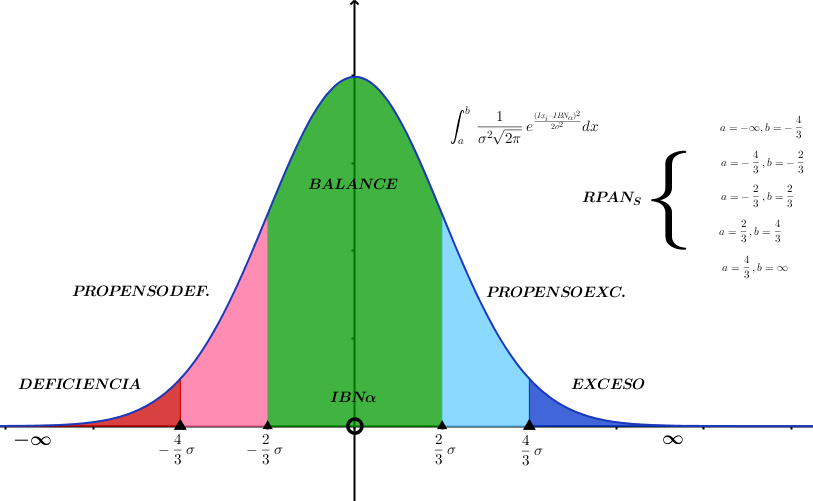 ∫_a^b 1/(σ²√(2π)) e^((Ix_j-IBN_α)²/(2σ²)) dx
a = -∞, b = -4/3
a = -4/3, b = -2/3
BALANCE
RPAN_S {
a = -2/3, b = 2/3
a = 2/3, b = 4/3
a = 4/3, b = ∞
PROPENSODEF.
PROPENSOEXC.
DEFICIENCIA
EXCESO
IBNα
-∞
-4/3 σ
-2/3 σ
2/3 σ
4/3 σ
∞